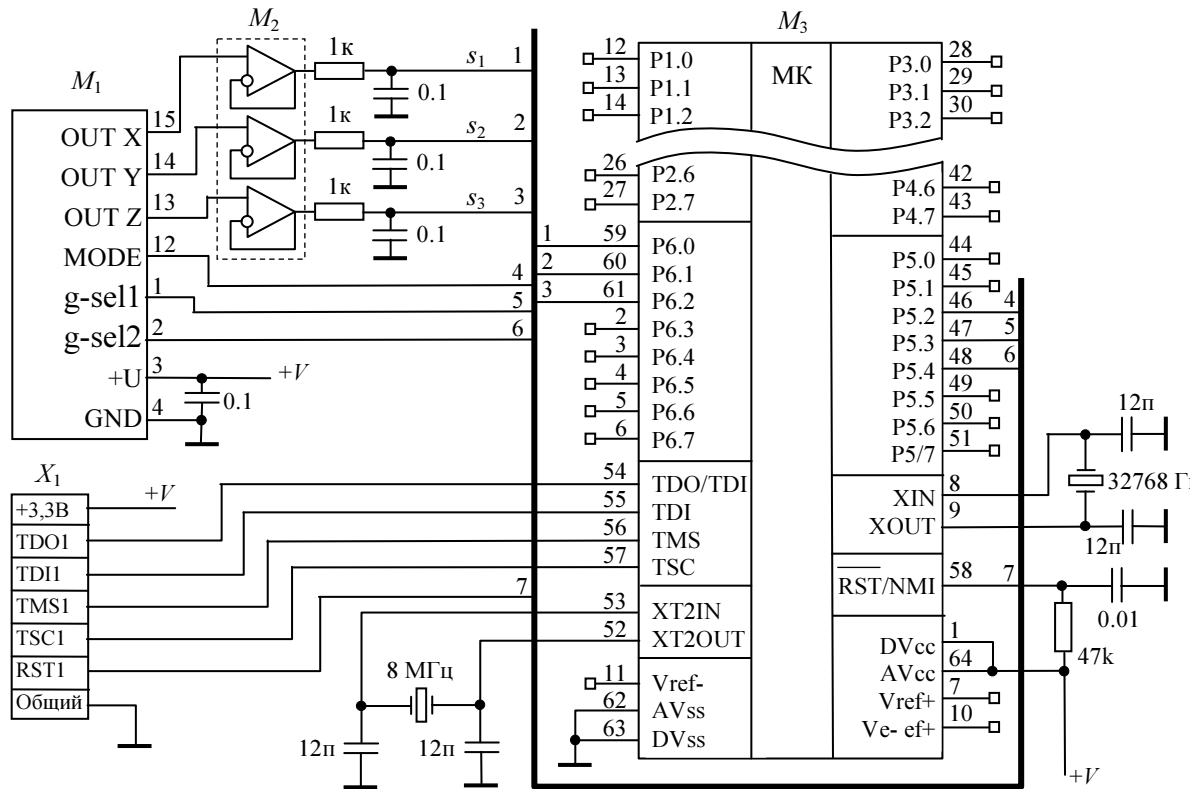 M1
OUT X
15
OUT Y
14
OUT Z
13
MODE
12
g-sel1
1
g-sel2
2
+U
3
+V
0.1
GND
4
M2
1к
s1
1
0.1
1к
s2
2
0.1
1к
s3
3
0.1
4
5
6
X1
+3,3В
+V
TDO1
TDI1
TMS1
TSC1
RST1
Общий
7
8 МГц
12п
12п
M3
МК
12
P1.0
13
P1.1
14
P1.2
26
P2.6
27
P2.7
1
59
P6.0
2
60
P6.1
3
61
P6.2
2
P6.3
3
P6.4
4
P6.5
5
P6.6
6
P6.7
54
TDO/TDI
55
TDI
56
TMS
57
TSC
53
XT2IN
52
XT2OUT
11
Vref-
62
AVss
63
DVss
P3.0
28
P3.1
29
P3.2
30
P4.6
42
P4.7
43
P5.0
44
P5.1
45
P5.2
46
4
P5.3
47
5
P5.4
48
6
P5.5
49
P5.6
50
P5/7
51
XIN
8
XOUT
9
12п
32768 Г
12п
RST/NMI
58
7
0.01
47k
DVcc
1
AVcc
64
Vref+
7
Ve- ef+
10
+V